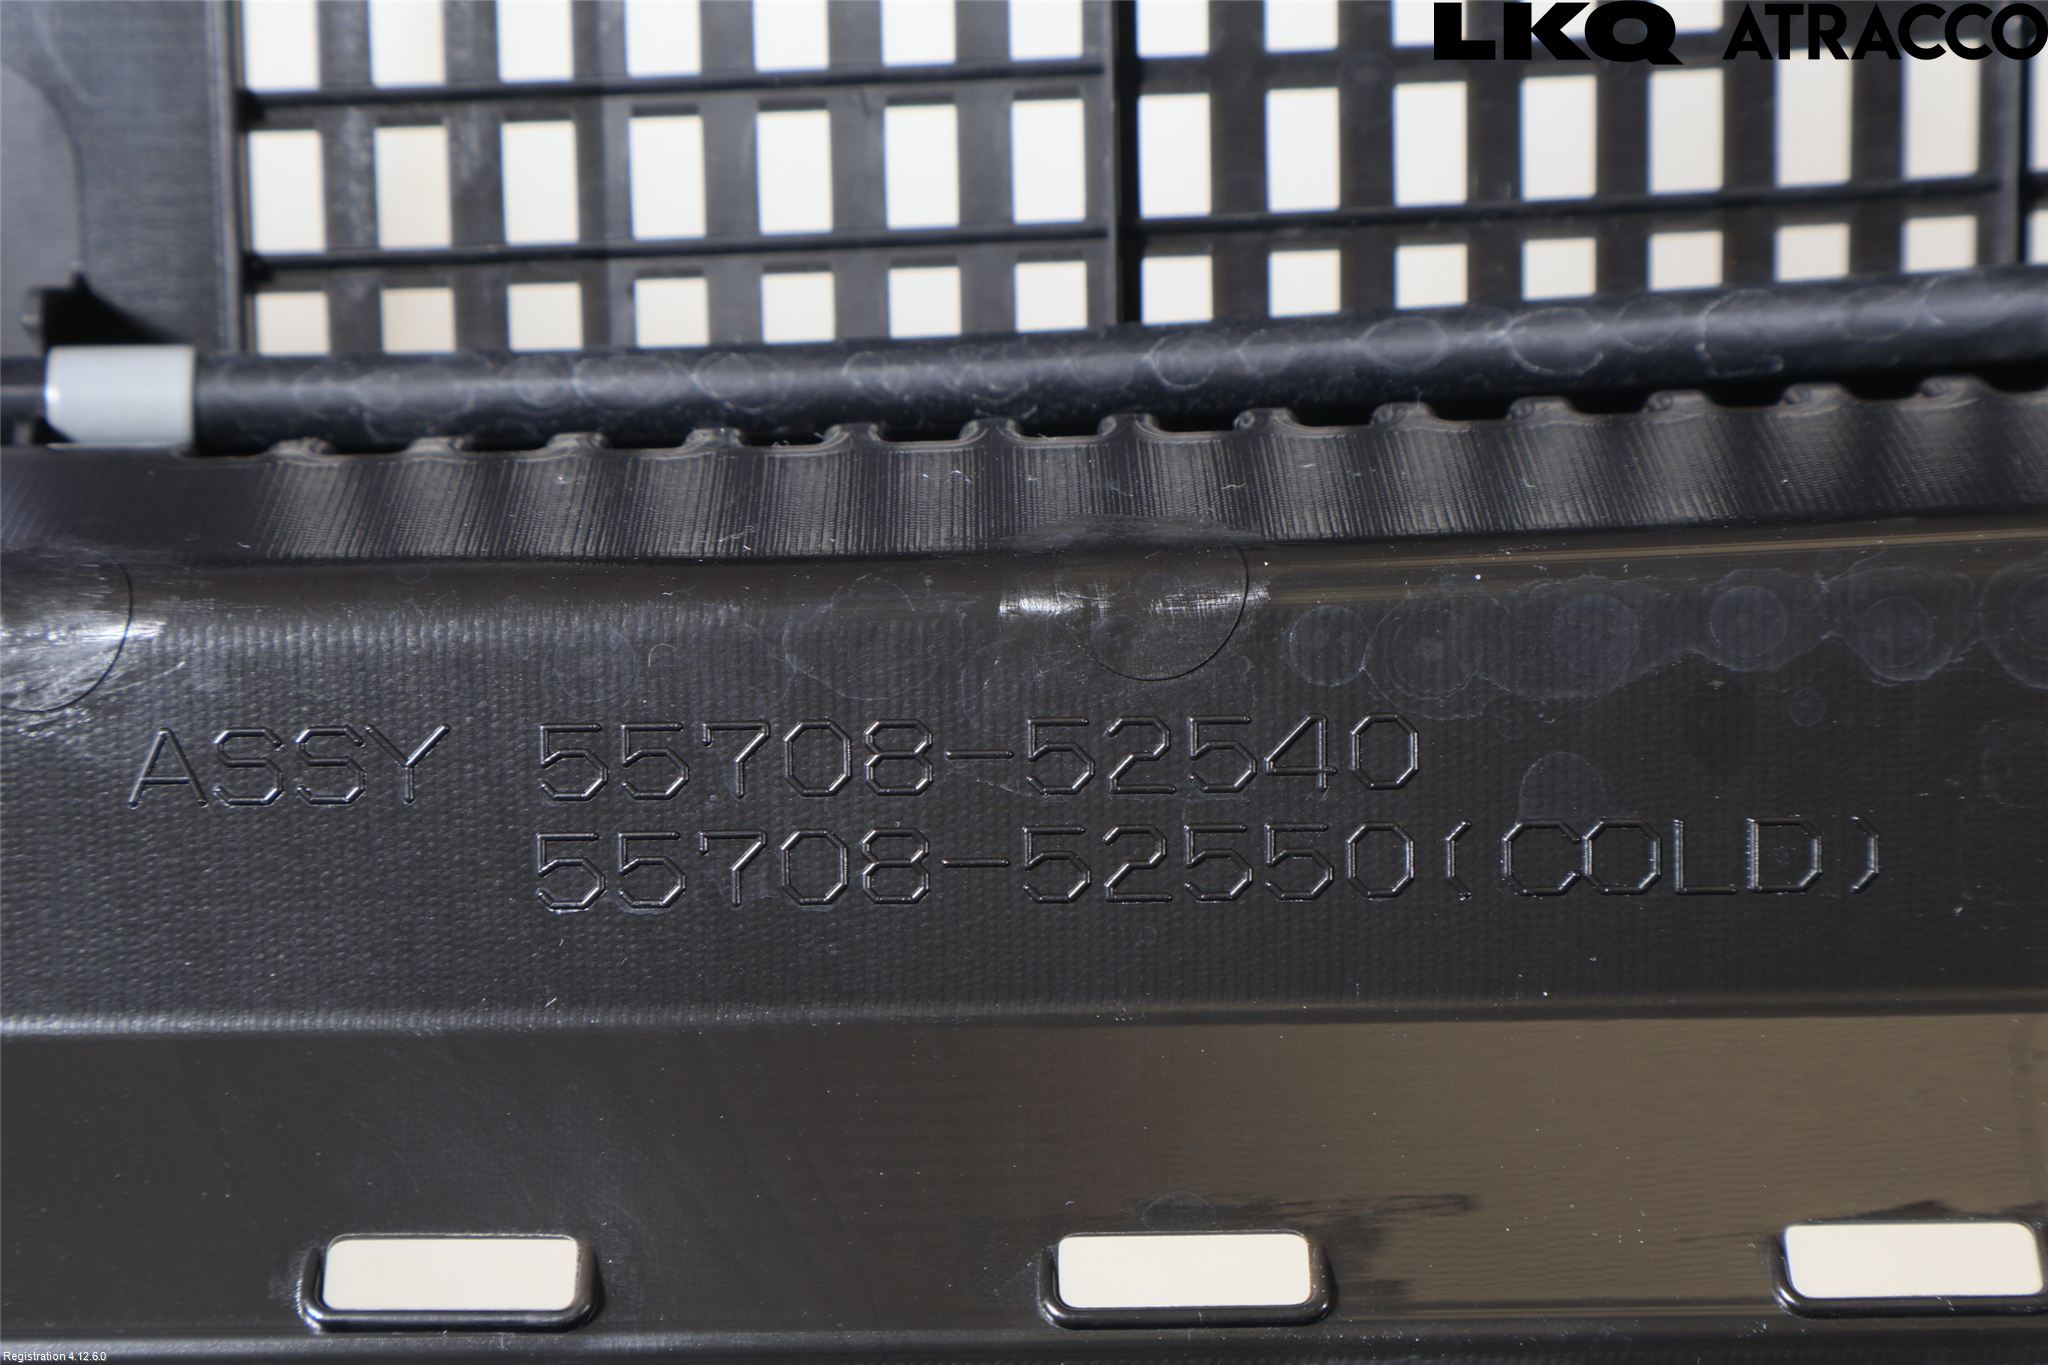 LKQ ATRACCO
ASSY 55708-52540
55708-52550(COLD)
Registration 4.12.6.0